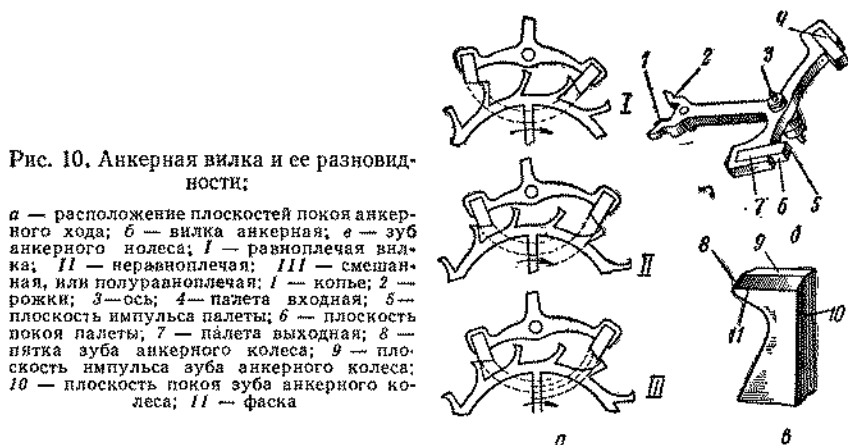 Рис. 10. Анкерная вилка и ее разновид-
ности:
а — расположение плоскостей покоя анкер-
ного хода; б — вилка анкерная; в — зуб
анкерного колеса; I — равноплечая вил-
ка; II — неравноплечая; III — смешан-
ная, или полуравноплечая; 1 — копье; 2 —
рожки; 3—ось; 4—палета входная; 5—
плоскость импульса палеты; 6 — плоскость
покоя палеты; 7 — палета выходная; 8 —
пятка зуба анкерного колеса; 9 — пло-
скость импульса зуба анкерного колеса;
10 — плоскость покоя зуба анкерного ко-
леса; 11 — фаска
I
II
III
а
1
2
3
4
7
6
5
б
8
9
10
11
в